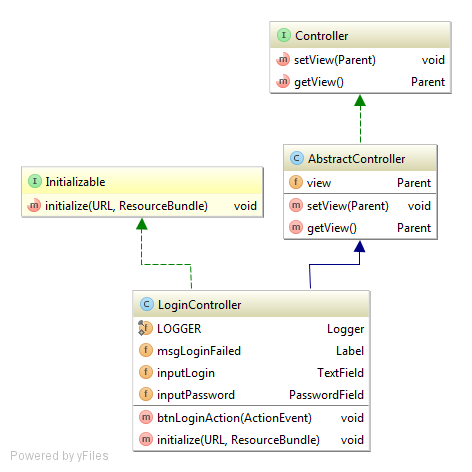 I Controller
m setView(Parent) void
m getView() Parent
C AbstractController
f view Parent
m setView(Parent) void
m getView() Parent
I Initializable
m initialize(URL, ResourceBundle) void
C LoginController
f LOGGER Logger
f msgLoginFailed Label
f inputLogin TextField
f inputPassword PasswordField
m btnLoginAction(ActionEvent) void
m initialize(URL, ResourceBundle) void
Powered by yFiles